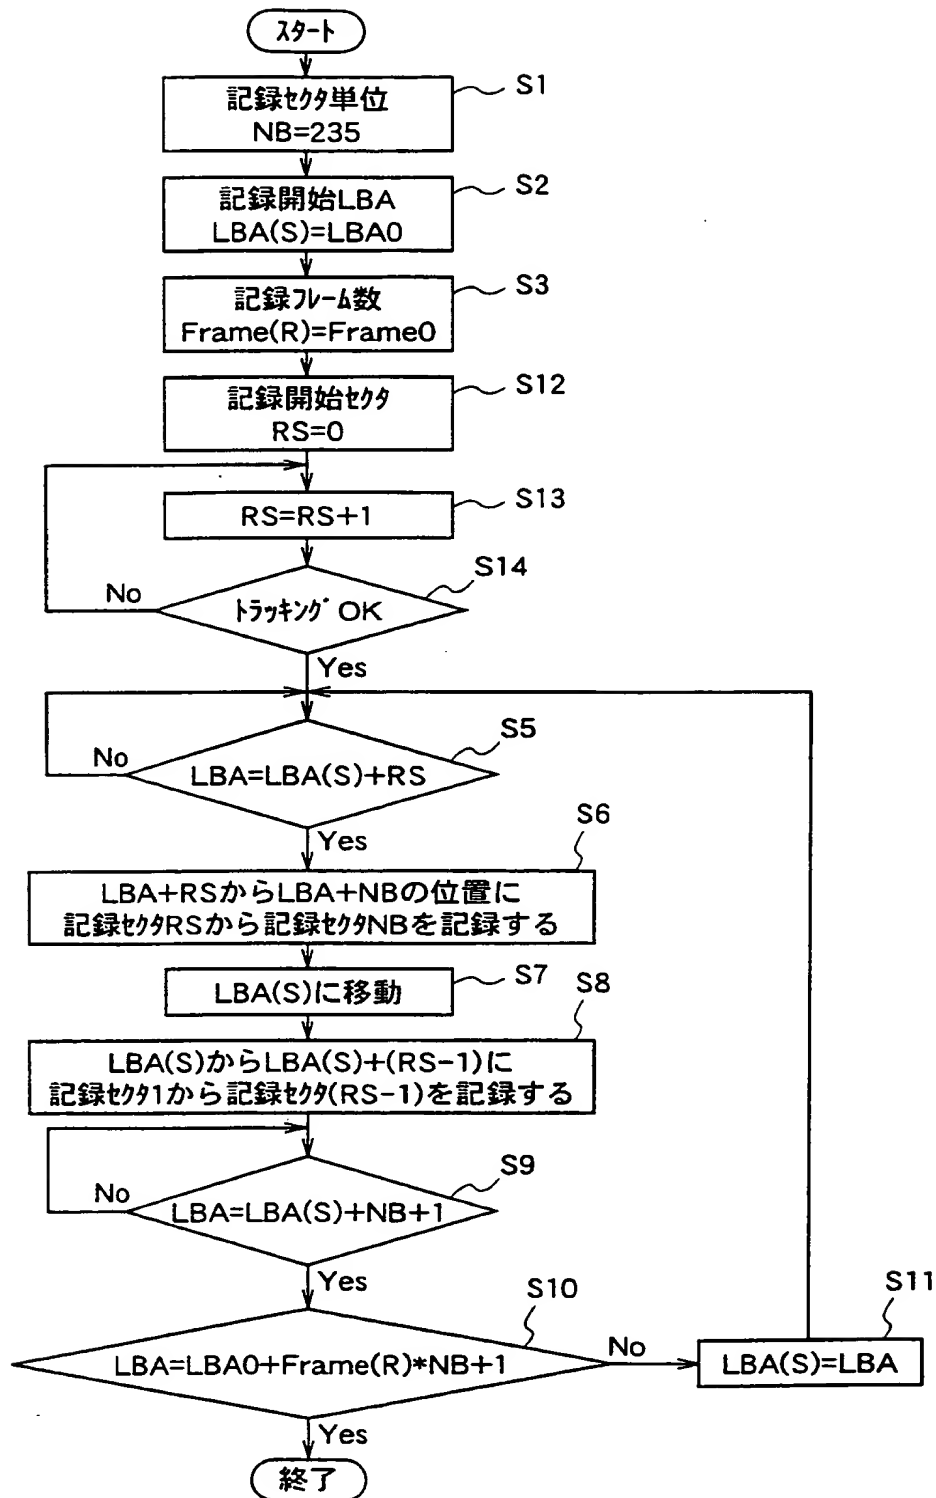 スタート
記録セクタ単位
NB=235
S1
記録開始LBA
LBA(S)=LBA0
S2
記録フレーム数
Frame(R)=Frame0
S3
記録開始セクタ
RS=0
S12
RS=RS+1
S13
トラッキング OK
S14
No
Yes
LBA=LBA(S)+RS
S5
No
Yes
LBA+RSからLBA+NBの位置に
記録セクタRSから記録セクタNBを記録する
S6
LBA(S)に移動
S7
LBA(S)からLBA(S)+(RS-1)に
記録セクタ1から記録セクタ(RS-1)を記録する
S8
LBA=LBA(S)+NB+1
S9
No
Yes
LBA=LBA0+Frame(R)*NB+1
S10
No
LBA(S)=LBA
S11
Yes
終了